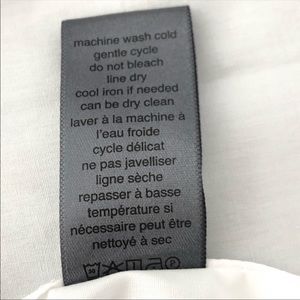 machine wash cold
gentle cycle
do not bleach
line dry
cool iron if needed
can be dry clean
laver à la machine à
l'eau froide
cycle délicat
ne pas javelliser
ligne sèche
repasser à basse
température si
nécessaire peut être
nettoyé à sec
30 P